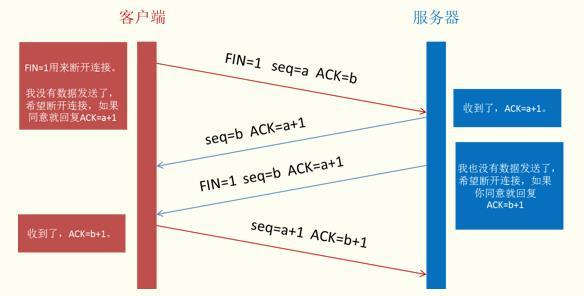 客户端
服务器
FIN=1用来断开连接。
我没有数据发送了，
希望断开连接，如果
同意就回复ACK=a+1
FIN=1 seq=a ACK=b
收到了，ACK=a+1。
seq=b ACK=a+1
FIN=1 seq=b ACK=a+1
我也没有数据发送了，
希望断开连接，如果
你同意就回复
ACK=b+1
收到了，ACK=b+1。
seq=a+1 ACK=b+1